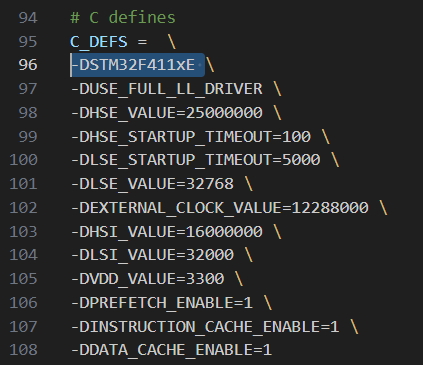 94 # C defines
95 C_DEFS =  \
96 -DSTM32F411xE \
97 -DUSE_FULL_LL_DRIVER \
98 -DHSE_VALUE=25000000 \
99 -DHSE_STARTUP_TIMEOUT=100 \
100 -DLSE_STARTUP_TIMEOUT=5000 \
101 -DLSE_VALUE=32768 \
102 -DEXTERNAL_CLOCK_VALUE=12288000 \
103 -DHSI_VALUE=16000000 \
104 -DLSI_VALUE=32000 \
105 -DVDD_VALUE=3300 \
106 -DPREFETCH_ENABLE=1 \
107 -DINSTRUCTION_CACHE_ENABLE=1 \
108 -DDATA_CACHE_ENABLE=1